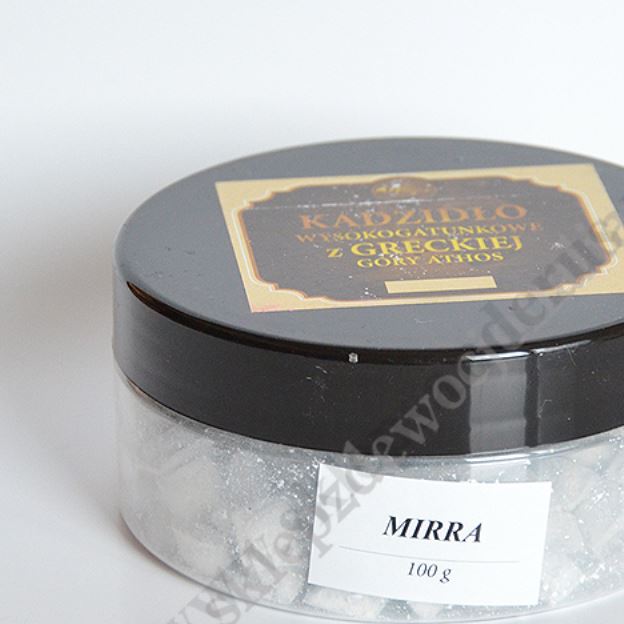 KADZIDŁO
WYSOKOGATUNKOWE
z GRECKIEJ
GÓRY ATHOS
MIRRA
100 g